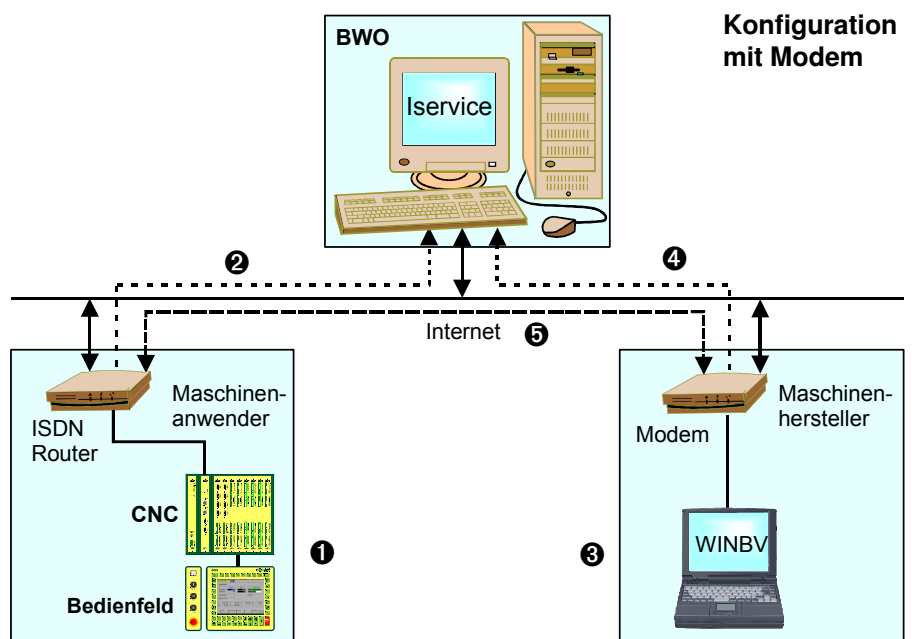 Konfiguration
mit Modem
BWO
Iservice
❷
❹
Internet
❺
ISDN
Router
Maschinen-
anwender
Modem
Maschinen-
hersteller
CNC
❶
Bedienfeld
❸
WINBV